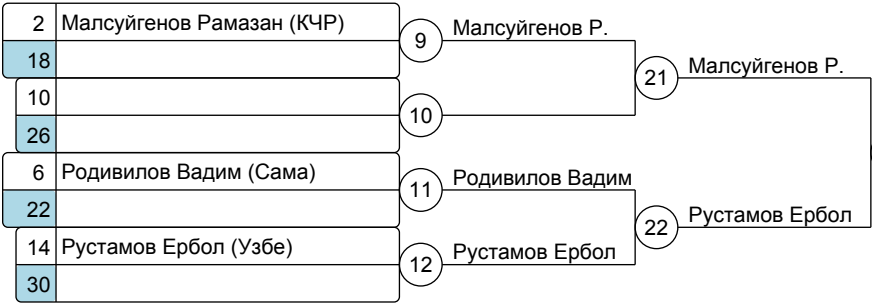 2 Малсуйгенов Рамазан (КЧР)
18
9 Малсуйгенов Р.
21 Малсуйгенов Р.
10
26
10
6 Родивилов Вадим (Сама)
22
11 Родивилов Вадим
22 Рустамов Ербол
14 Рустамов Ербол (Узбе)
30
12 Рустамов Ербол